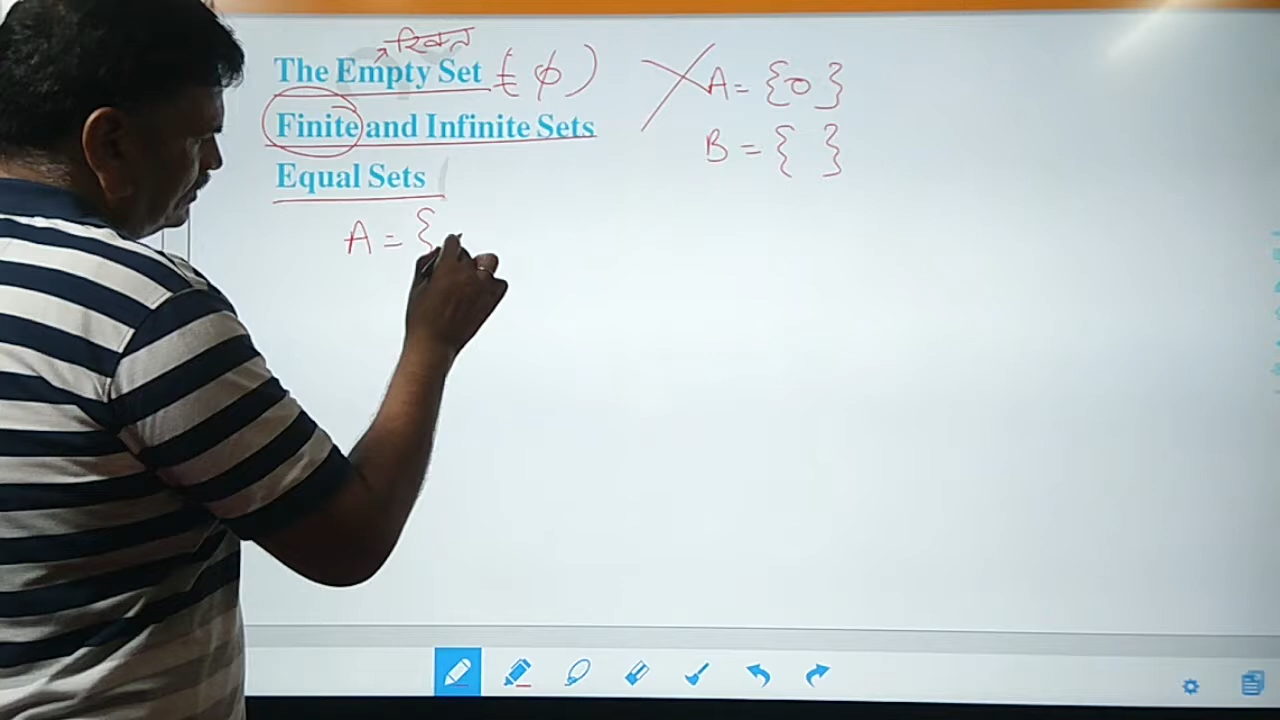 रिक्त
The Empty Set (ϕ)
Finite and Infinite Sets
Equal Sets
A = {
A = {0}
B = { }